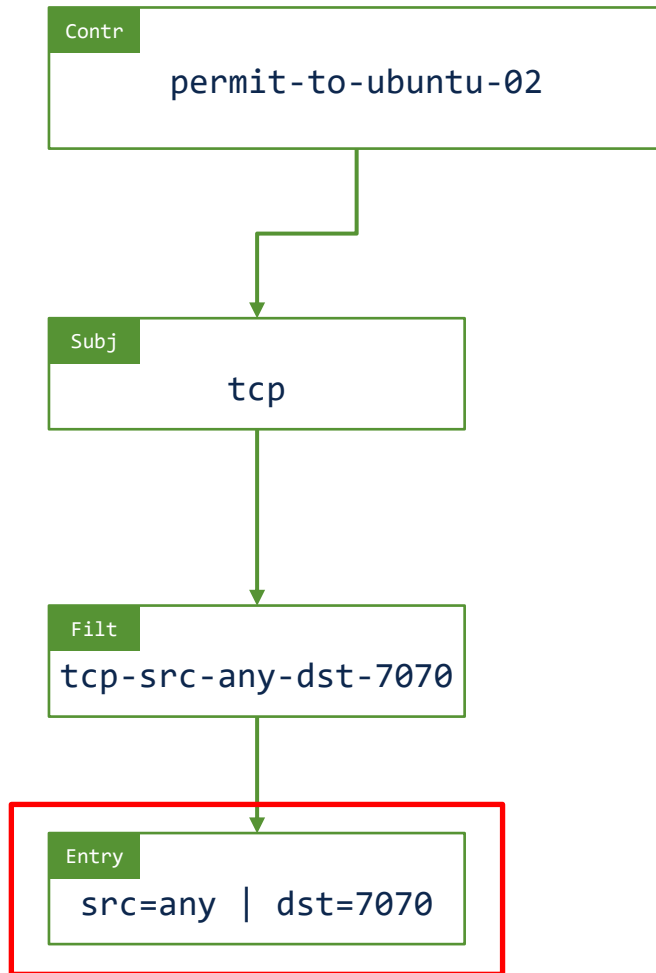 Contr
permit-to-ubuntu-02
Subj
tcp
Filt
tcp-src-any-dst-7070
Entry
src=any | dst=7070